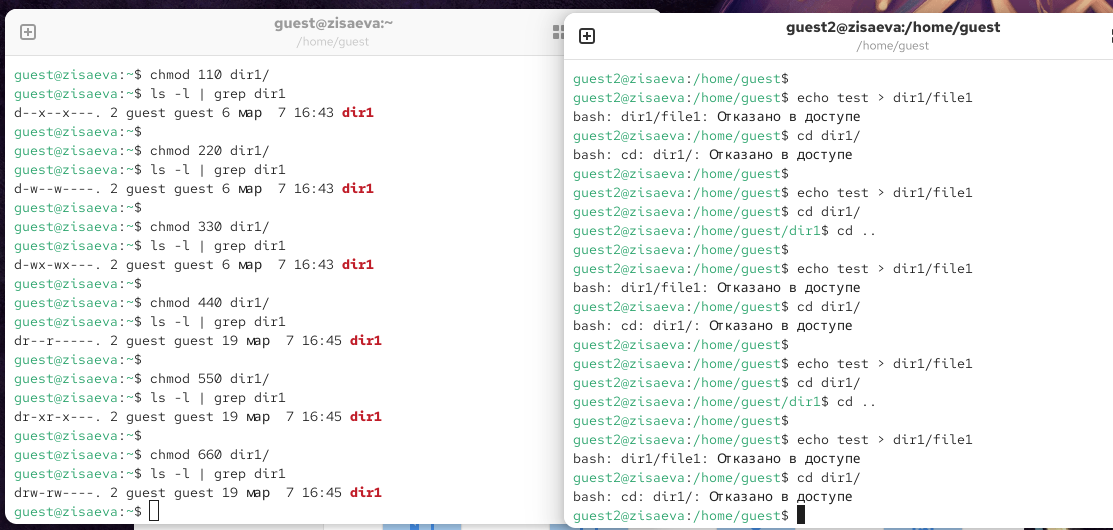 guest@zisaeva:~
/home/guest
guest@zisaeva:~$ chmod 110 dir1/
guest@zisaeva:~$ ls -l | grep dir1
d--x--x---. 2 guest guest 6 мар  7 16:43 dir1
guest@zisaeva:~$
guest@zisaeva:~$ chmod 220 dir1/
guest@zisaeva:~$ ls -l | grep dir1
d-w--w----. 2 guest guest 6 мар  7 16:43 dir1
guest@zisaeva:~$
guest@zisaeva:~$ chmod 330 dir1/
guest@zisaeva:~$ ls -l | grep dir1
d-wx-wx---. 2 guest guest 6 мар  7 16:43 dir1
guest@zisaeva:~$
guest@zisaeva:~$ chmod 440 dir1/
guest@zisaeva:~$ ls -l | grep dir1
dr--r-----. 2 guest guest 19 мар  7 16:45 dir1
guest@zisaeva:~$
guest@zisaeva:~$ chmod 550 dir1/
guest@zisaeva:~$ ls -l | grep dir1
dr-xr-x---. 2 guest guest 19 мар  7 16:45 dir1
guest@zisaeva:~$
guest@zisaeva:~$ chmod 660 dir1/
guest@zisaeva:~$ ls -l | grep dir1
drw-rw----. 2 guest guest 19 мар  7 16:45 dir1
guest@zisaeva:~$
guest2@zisaeva:/home/guest
/home/guest
guest2@zisaeva:/home/guest$
guest2@zisaeva:/home/guest$ echo test > dir1/file1
bash: dir1/file1: Отказано в доступе
guest2@zisaeva:/home/guest$ cd dir1/
bash: cd: dir1/: Отказано в доступе
guest2@zisaeva:/home/guest$
guest2@zisaeva:/home/guest$ echo test > dir1/file1
guest2@zisaeva:/home/guest$ cd dir1/
guest2@zisaeva:/home/guest/dir1$ cd ..
guest2@zisaeva:/home/guest$
guest2@zisaeva:/home/guest$ echo test > dir1/file1
bash: dir1/file1: Отказано в доступе
guest2@zisaeva:/home/guest$ cd dir1/
bash: cd: dir1/: Отказано в доступе
guest2@zisaeva:/home/guest$
guest2@zisaeva:/home/guest$ echo test > dir1/file1
guest2@zisaeva:/home/guest$ cd dir1/
guest2@zisaeva:/home/guest/dir1$ cd ..
guest2@zisaeva:/home/guest$
guest2@zisaeva:/home/guest$ echo test > dir1/file1
bash: dir1/file1: Отказано в доступе
guest2@zisaeva:/home/guest$ cd dir1/
bash: cd: dir1/: Отказано в доступе
guest2@zisaeva:/home/guest$